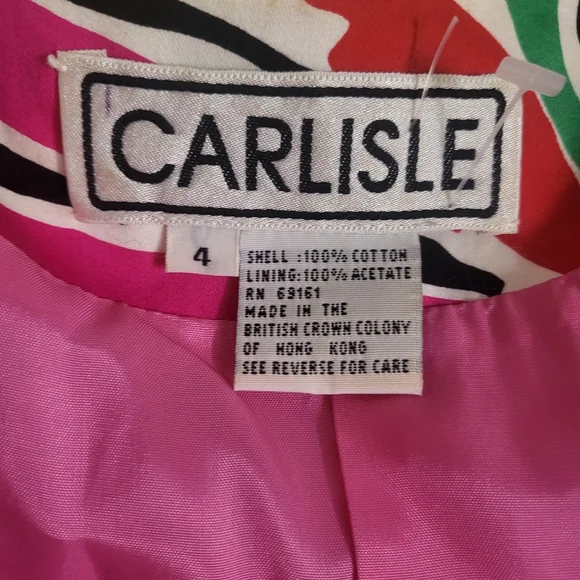 CARLISLE
4
SHELL :100% COTTON
LINING:100% ACETATE
RN 69161
MADE IN THE
BRITISH CROWN COLONY
OF HONG KONG
SEE REVERSE FOR CARE